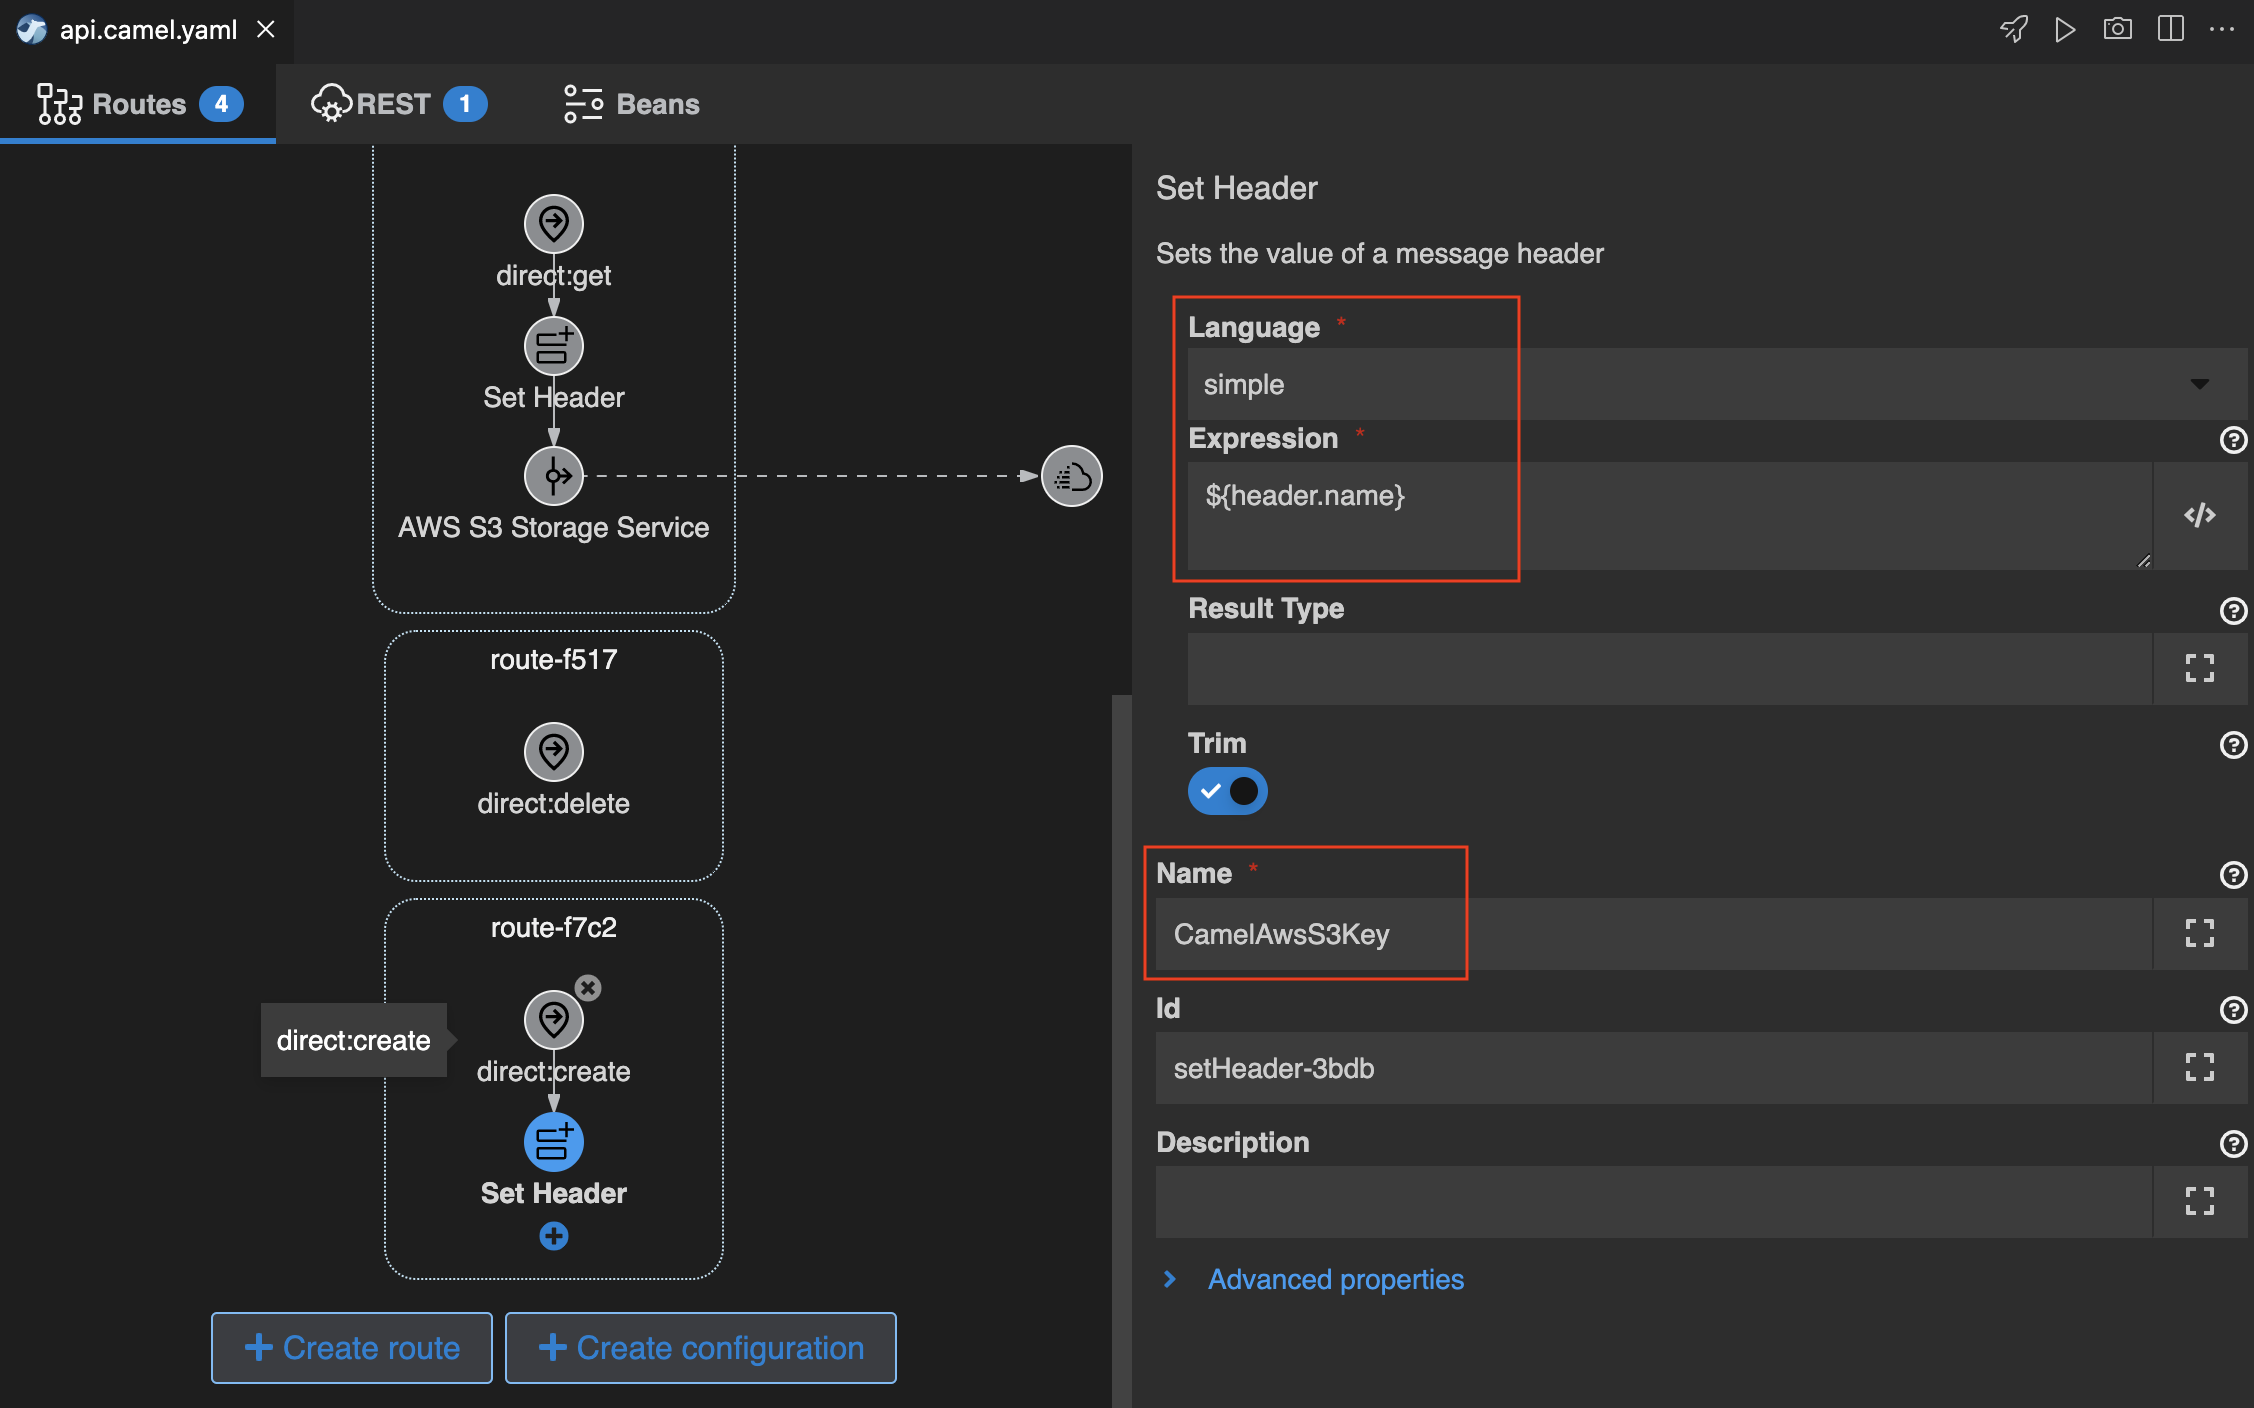 api.camel.yaml
Routes 4
REST 1
Beans
direct:get
Set Header
AWS S3 Storage Service
route-f517
direct:delete
route-f7c2
direct:create
direct:create
Set Header
Create route
Create configuration
Set Header
Sets the value of a message header
Language *
simple
Expression *
${header.name}
Result Type
Trim
Name *
CamelAwsS3Key
Id
setHeader-3bdb
Description
Advanced properties